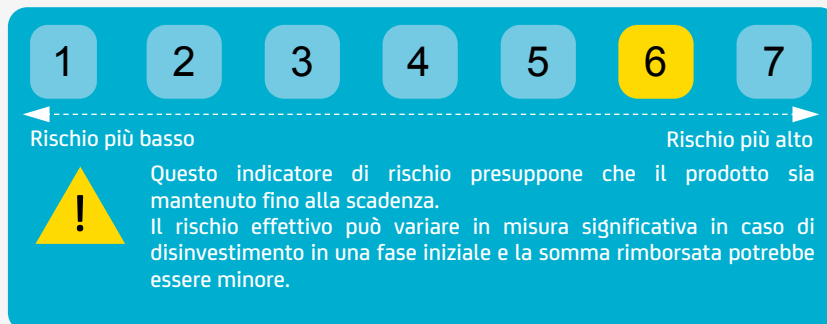 1 2 3 4 5 6 7
Rischio più basso Rischio più alto
Questo indicatore di rischio presuppone che il prodotto sia
mantenuto fino alla scadenza.
Il rischio effettivo può variare in misura significativa in caso di
disinvestimento in una fase iniziale e la somma rimborsata potrebbe
essere minore.
!